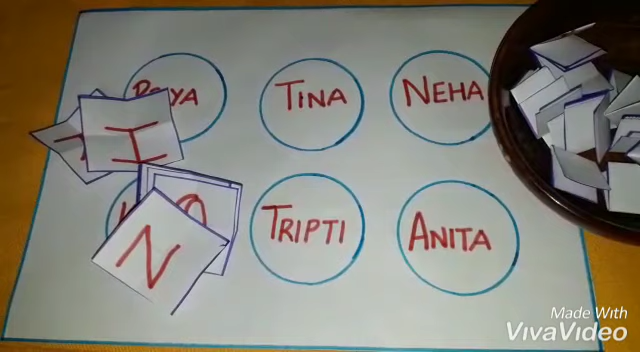 TINA NEHA
I
TRIPTI ANITA
N
Made With
VivaVideo